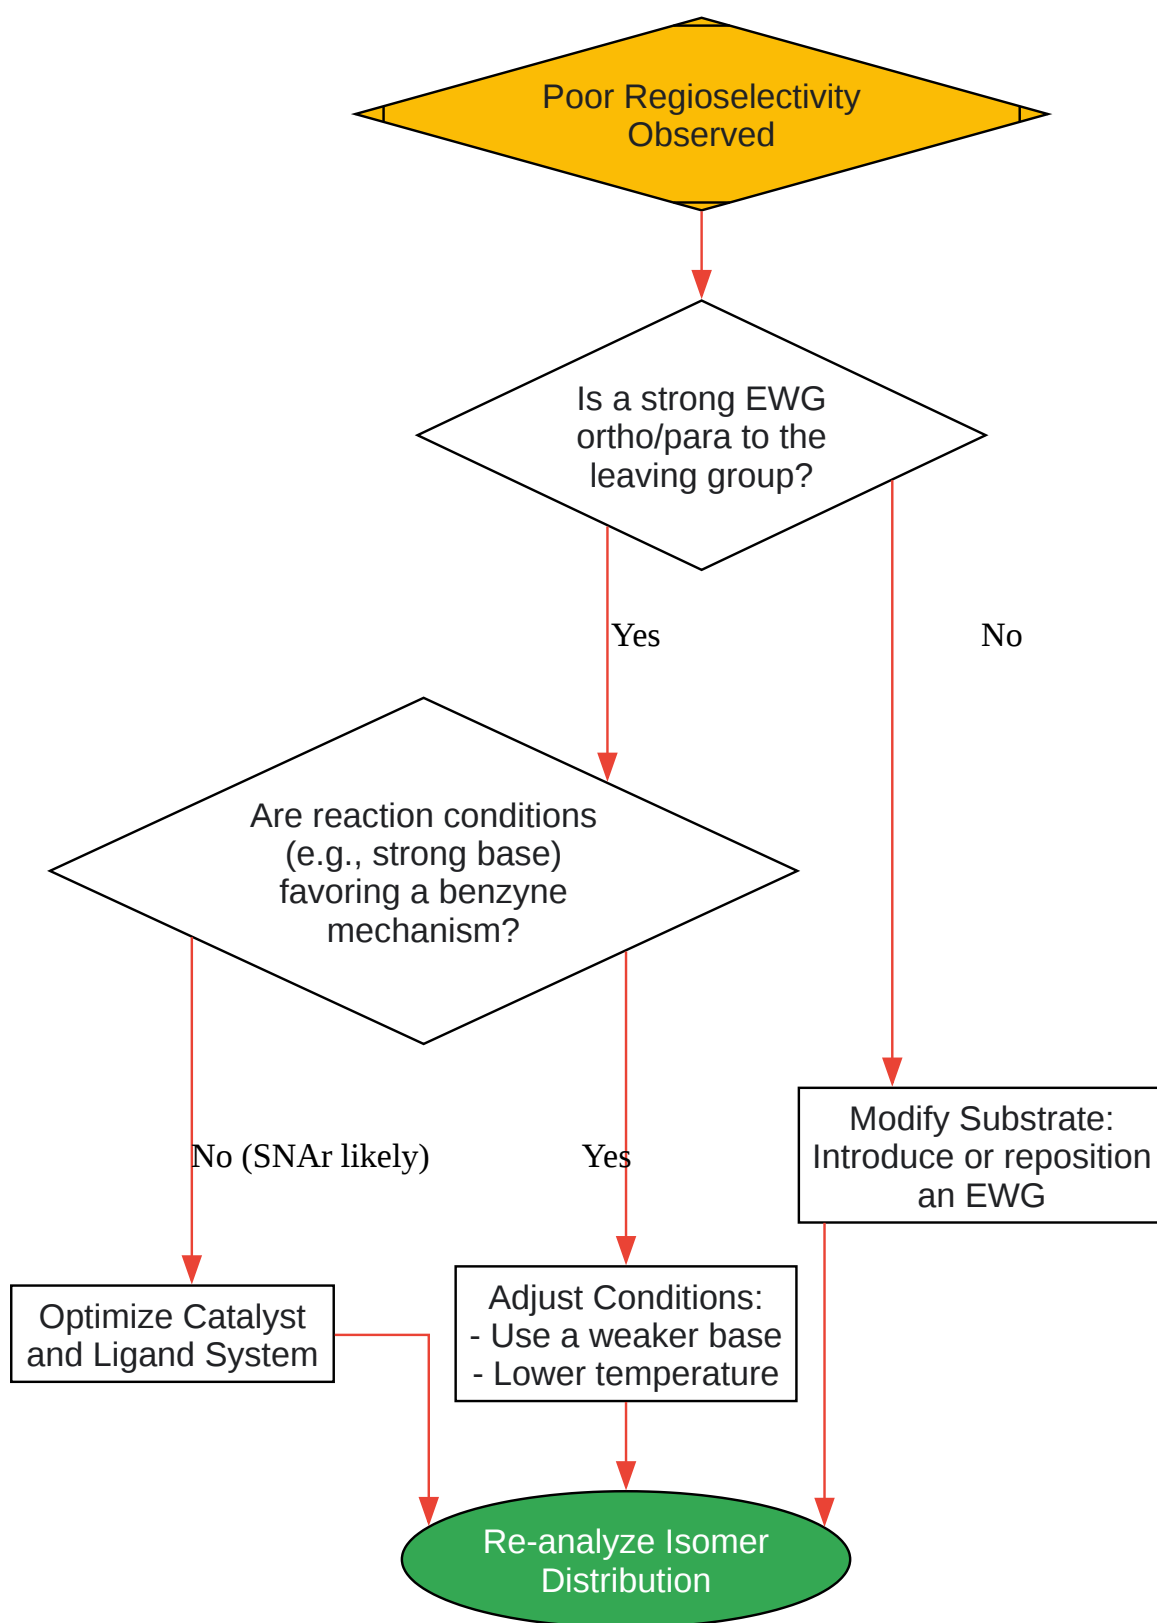 Poor Regioselectivity
Observed
Is a strong EWG
ortho/para to the
leaving group?
Yes
No
Are reaction conditions
(e.g., strong base)
favoring a benzyne
mechanism?
No (SNAr likely)
Yes
Modify Substrate:
Introduce or reposition
an EWG
Optimize Catalyst
and Ligand System
Adjust Conditions:
- Use a weaker base
- Lower temperature
Re-analyze Isomer
Distribution